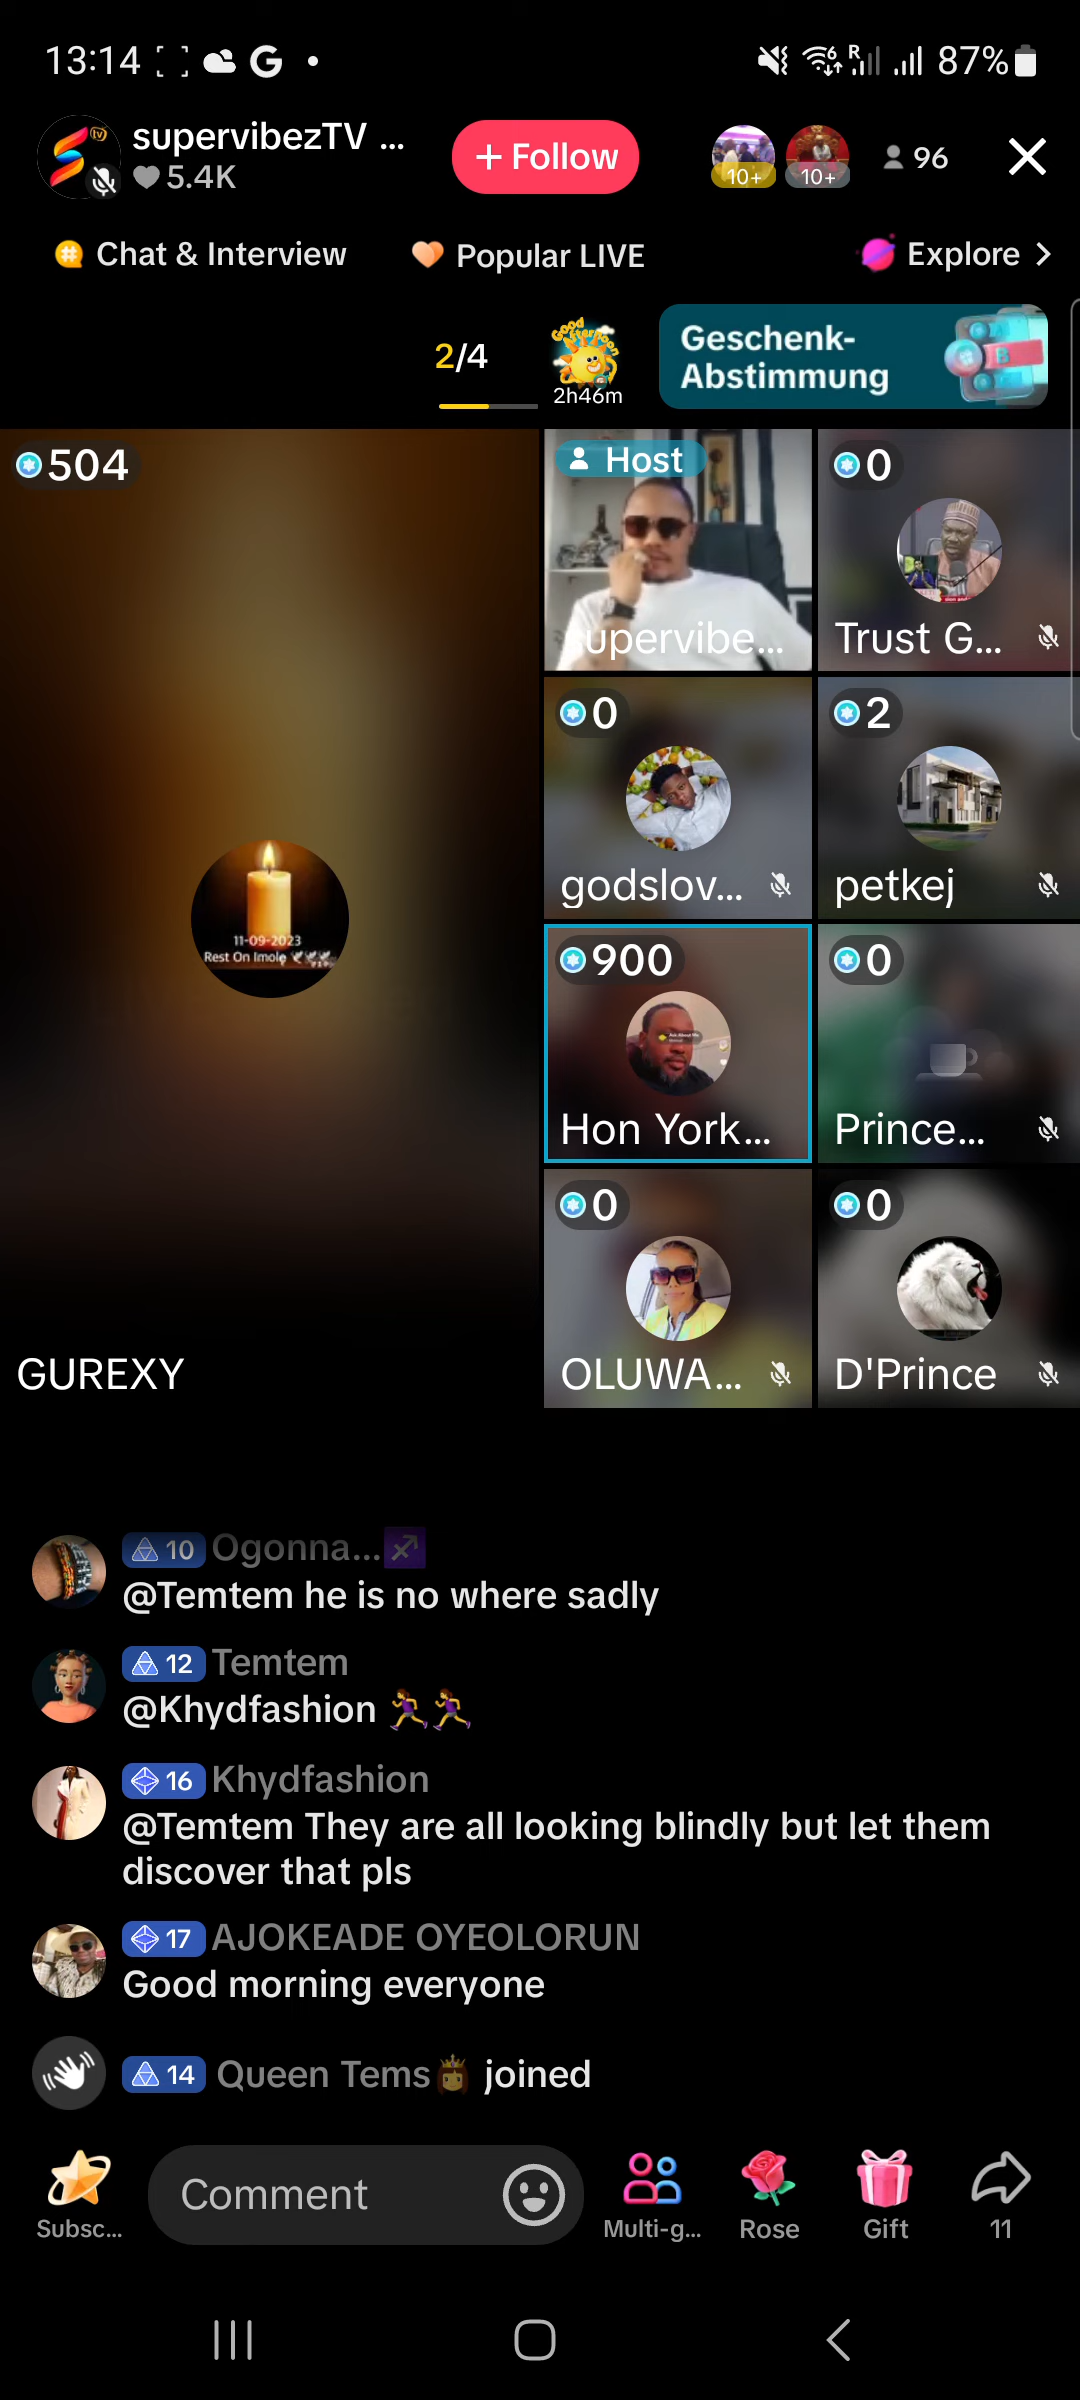 13:14
87%
supervibezTV ...
5.4K
+ Follow
10+
10+
96
Chat & Interview
Popular LIVE
Explore
2/4
Good Afternoon
2h46m
Geschenk-
Abstimmung
504
Host
0
upervibe...
Trust G...
0
2
godslov...
petkej
900
0
11-09-2023
Rest On Imole
Hon York...
Prince...
0
0
GUREXY
OLUWA...
D'Prince
10 Ogonna...♐
@Temtem he is no where sadly
12 Temtem
@Khydfashion 🏃‍♀️🏃‍♀️
16 Khydfashion
@Temtem They are all looking blindly but let them
discover that pls
17 AJOKEADE OYEOLORUN
Good morning everyone
14 Queen Tems👸 joined
Comment
Subsc...
Multi-g...
Rose
Gift
11